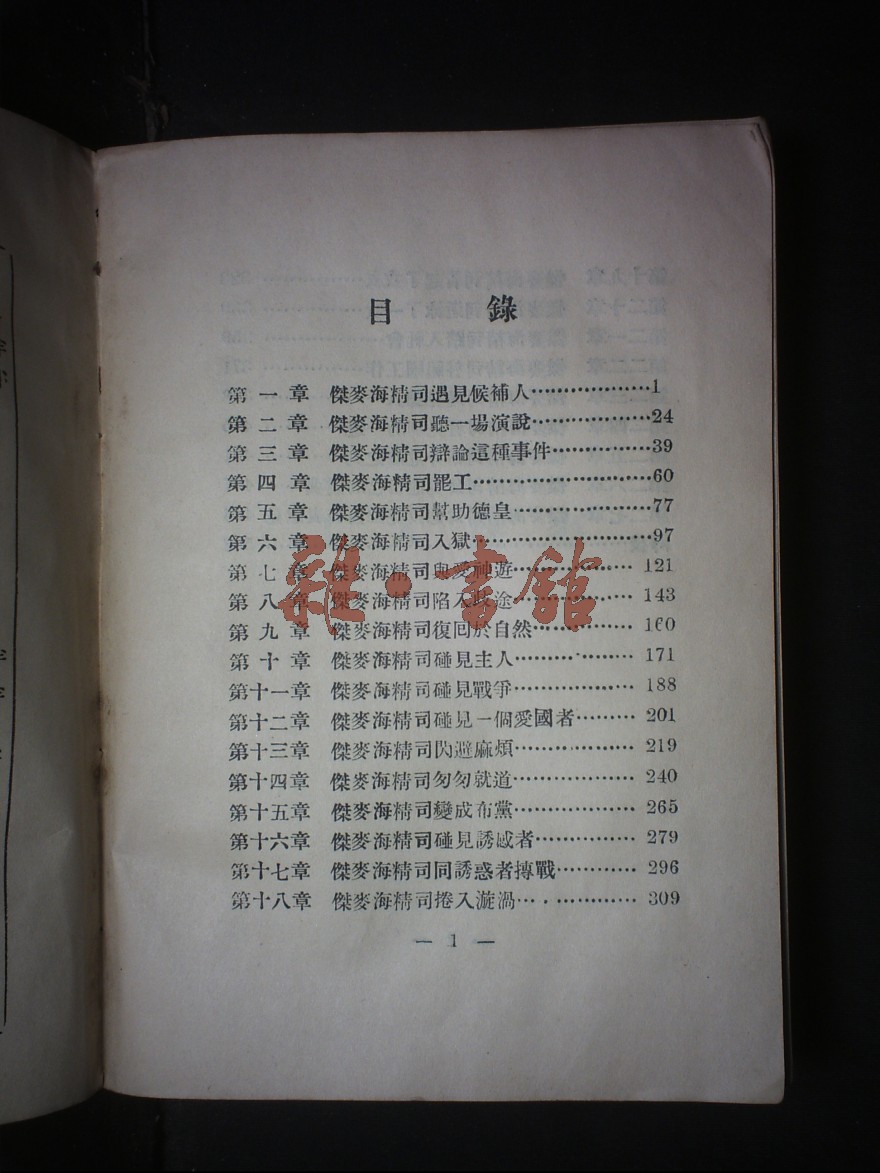 目 錄
第一章 傑麥海精司遇見候補人………………1
第二章 傑麥海精司聽一場演說………………24
第三章 傑麥海精司辯論這種事件……………39
第四章 傑麥海精司罷工………………………60
第五章 傑麥海精司幫助德皇…………………77
第六章 傑麥海精司入獄………………………97
第七章 傑麥海精司與愛神遊………………121
第八章 傑麥海精司陷入歧途………………143
第九章 傑麥海精司復回於自然……………160
第十章 傑麥海精司碰見主人………………171
第十一章 傑麥海精司碰見戰爭………………188
第十二章 傑麥海精司碰見一個愛國者………201
第十三章 傑麥海精司閃避麻煩………………219
第十四章 傑麥海精司匆匆就道………………240
第十五章 傑麥海精司變成布黨………………265
第十六章 傑麥海精司碰見誘惑者……………279
第十七章 傑麥海精司同誘惑者摶戰…………296
第十八章 傑麥海精司捲入漩渦………………309
— 1 —
雜·書館